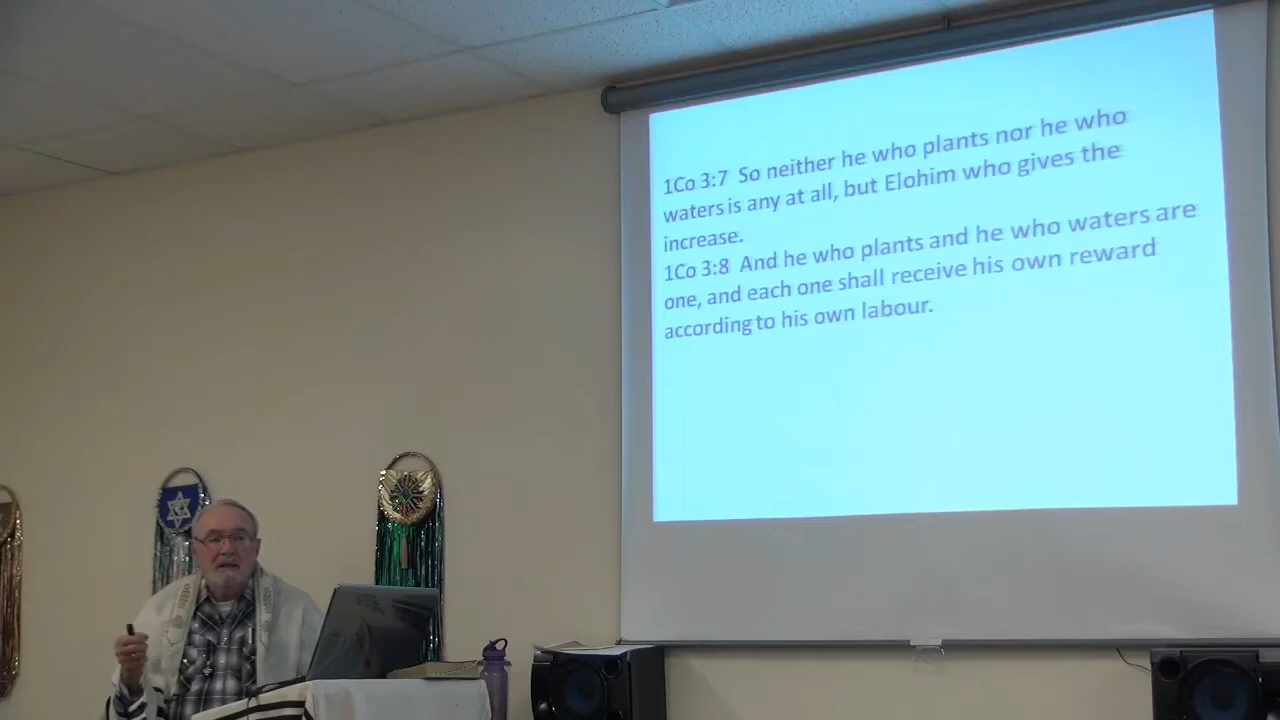 1Co 3:7 So neither he who plants nor he who
waters is any at all, but Elohim who gives the
increase.
1Co 3:8 And he who plants and he who waters are
one, and each one shall receive his own reward
according to his own labour.